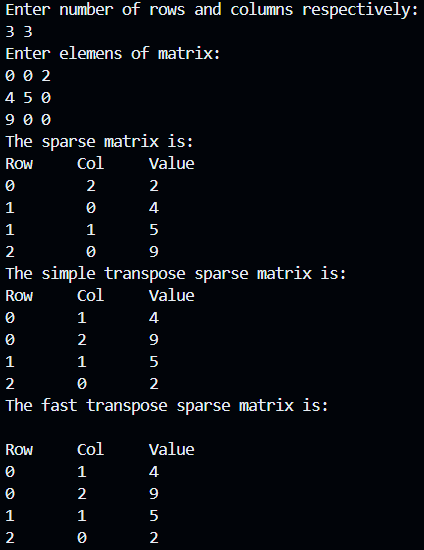 Enter number of rows and columns respectively:
3 3
Enter elemens of matrix:
0 0 2
4 5 0
9 0 0
The sparse matrix is:
Row Col Value
0 2 2
1 0 4
1 1 5
2 0 9
The simple transpose sparse matrix is:
Row Col Value
0 1 4
0 2 9
1 1 5
2 0 2
The fast transpose sparse matrix is:
Row Col Value
0 1 4
0 2 9
1 1 5
2 0 2